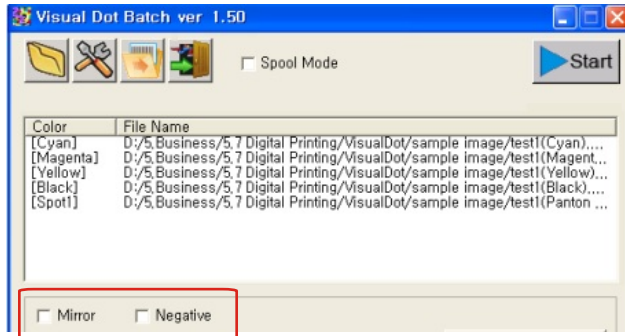 Visual Dot Batch ver 1.50
Spool Mode
Start
Color File Name
[Cyan] D:/5,Business/5,7 Digital Printing/VisualDot/sample image/test1(Cyan),...
[Magenta] D:/5,Business/5,7 Digital Printing/VisualDot/sample image/test1(Magent...
[Yellow] D:/5,Business/5,7 Digital Printing/VisualDot/sample image/test1(Yellow)...
[Black] D:/5,Business/5,7 Digital Printing/VisualDot/sample image/test1(Black),...
[Spot1] D:/5,Business/5,7 Digital Printing/VisualDot/sample image/test1(Panton ...
Mirror Negative